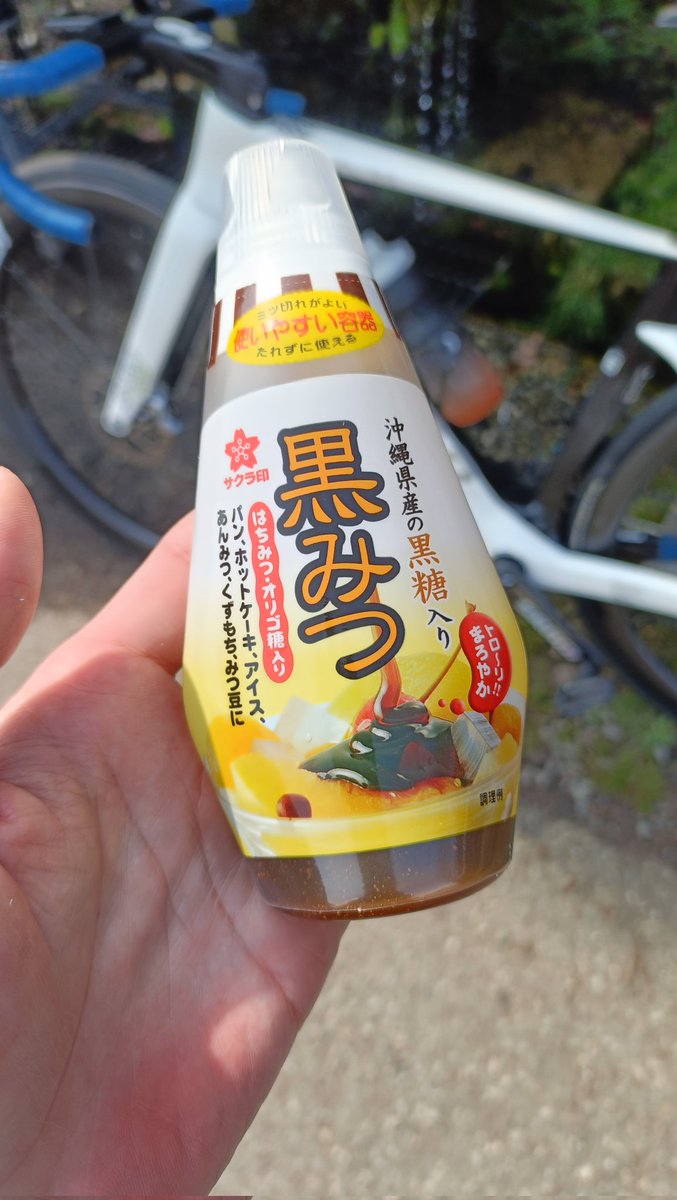 ミツ切れがよい
使いやすい容器
たれずに使える
サクラ印
沖縄県産の黒糖入り
黒みつ
はちみつ・オリゴ糖入り
パン、ホットケーキ、アイス、
あんみつ、くずもち、みつ豆に
トロ〜リ!!
まろやか
調理例